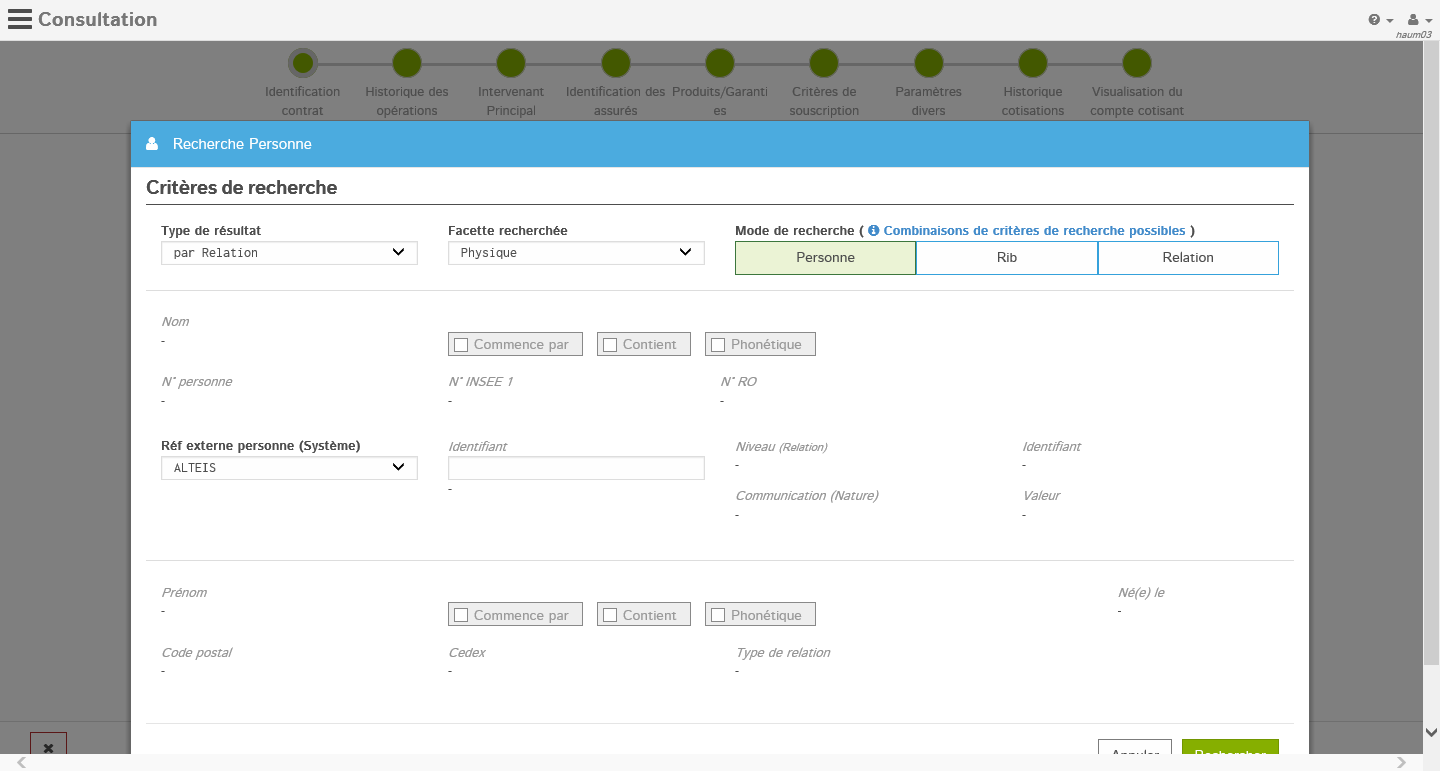 Consultation
haum03
Identification contrat
Historique des opérations
Intervenant Principal
Identification des assurés
Produits/Garanti es
Critères de souscription
Paramètres divers
Historique cotisations
Visualisation du compte cotisant
Recherche Personne
Critères de recherche
Type de résultat
Facette recherchée
Mode de recherche ( Combinaisons de critères de recherche possibles )
par Relation
Physique
Personne
Rib
Relation
Nom
-
Commence par
Contient
Phonétique
N° personne
N° INSEE 1
N° RO
-
-
-
Réf externe personne (Système)
Identifiant
Niveau (Relation)
Identifiant
ALTEIS
-
-
-
Communication (Nature)
Valeur
-
-
Prénom
Né(e) le
-
Commence par
Contient
Phonétique
-
Code postal
Cedex
Type de relation
-
-
-
Annuler
Rechercher